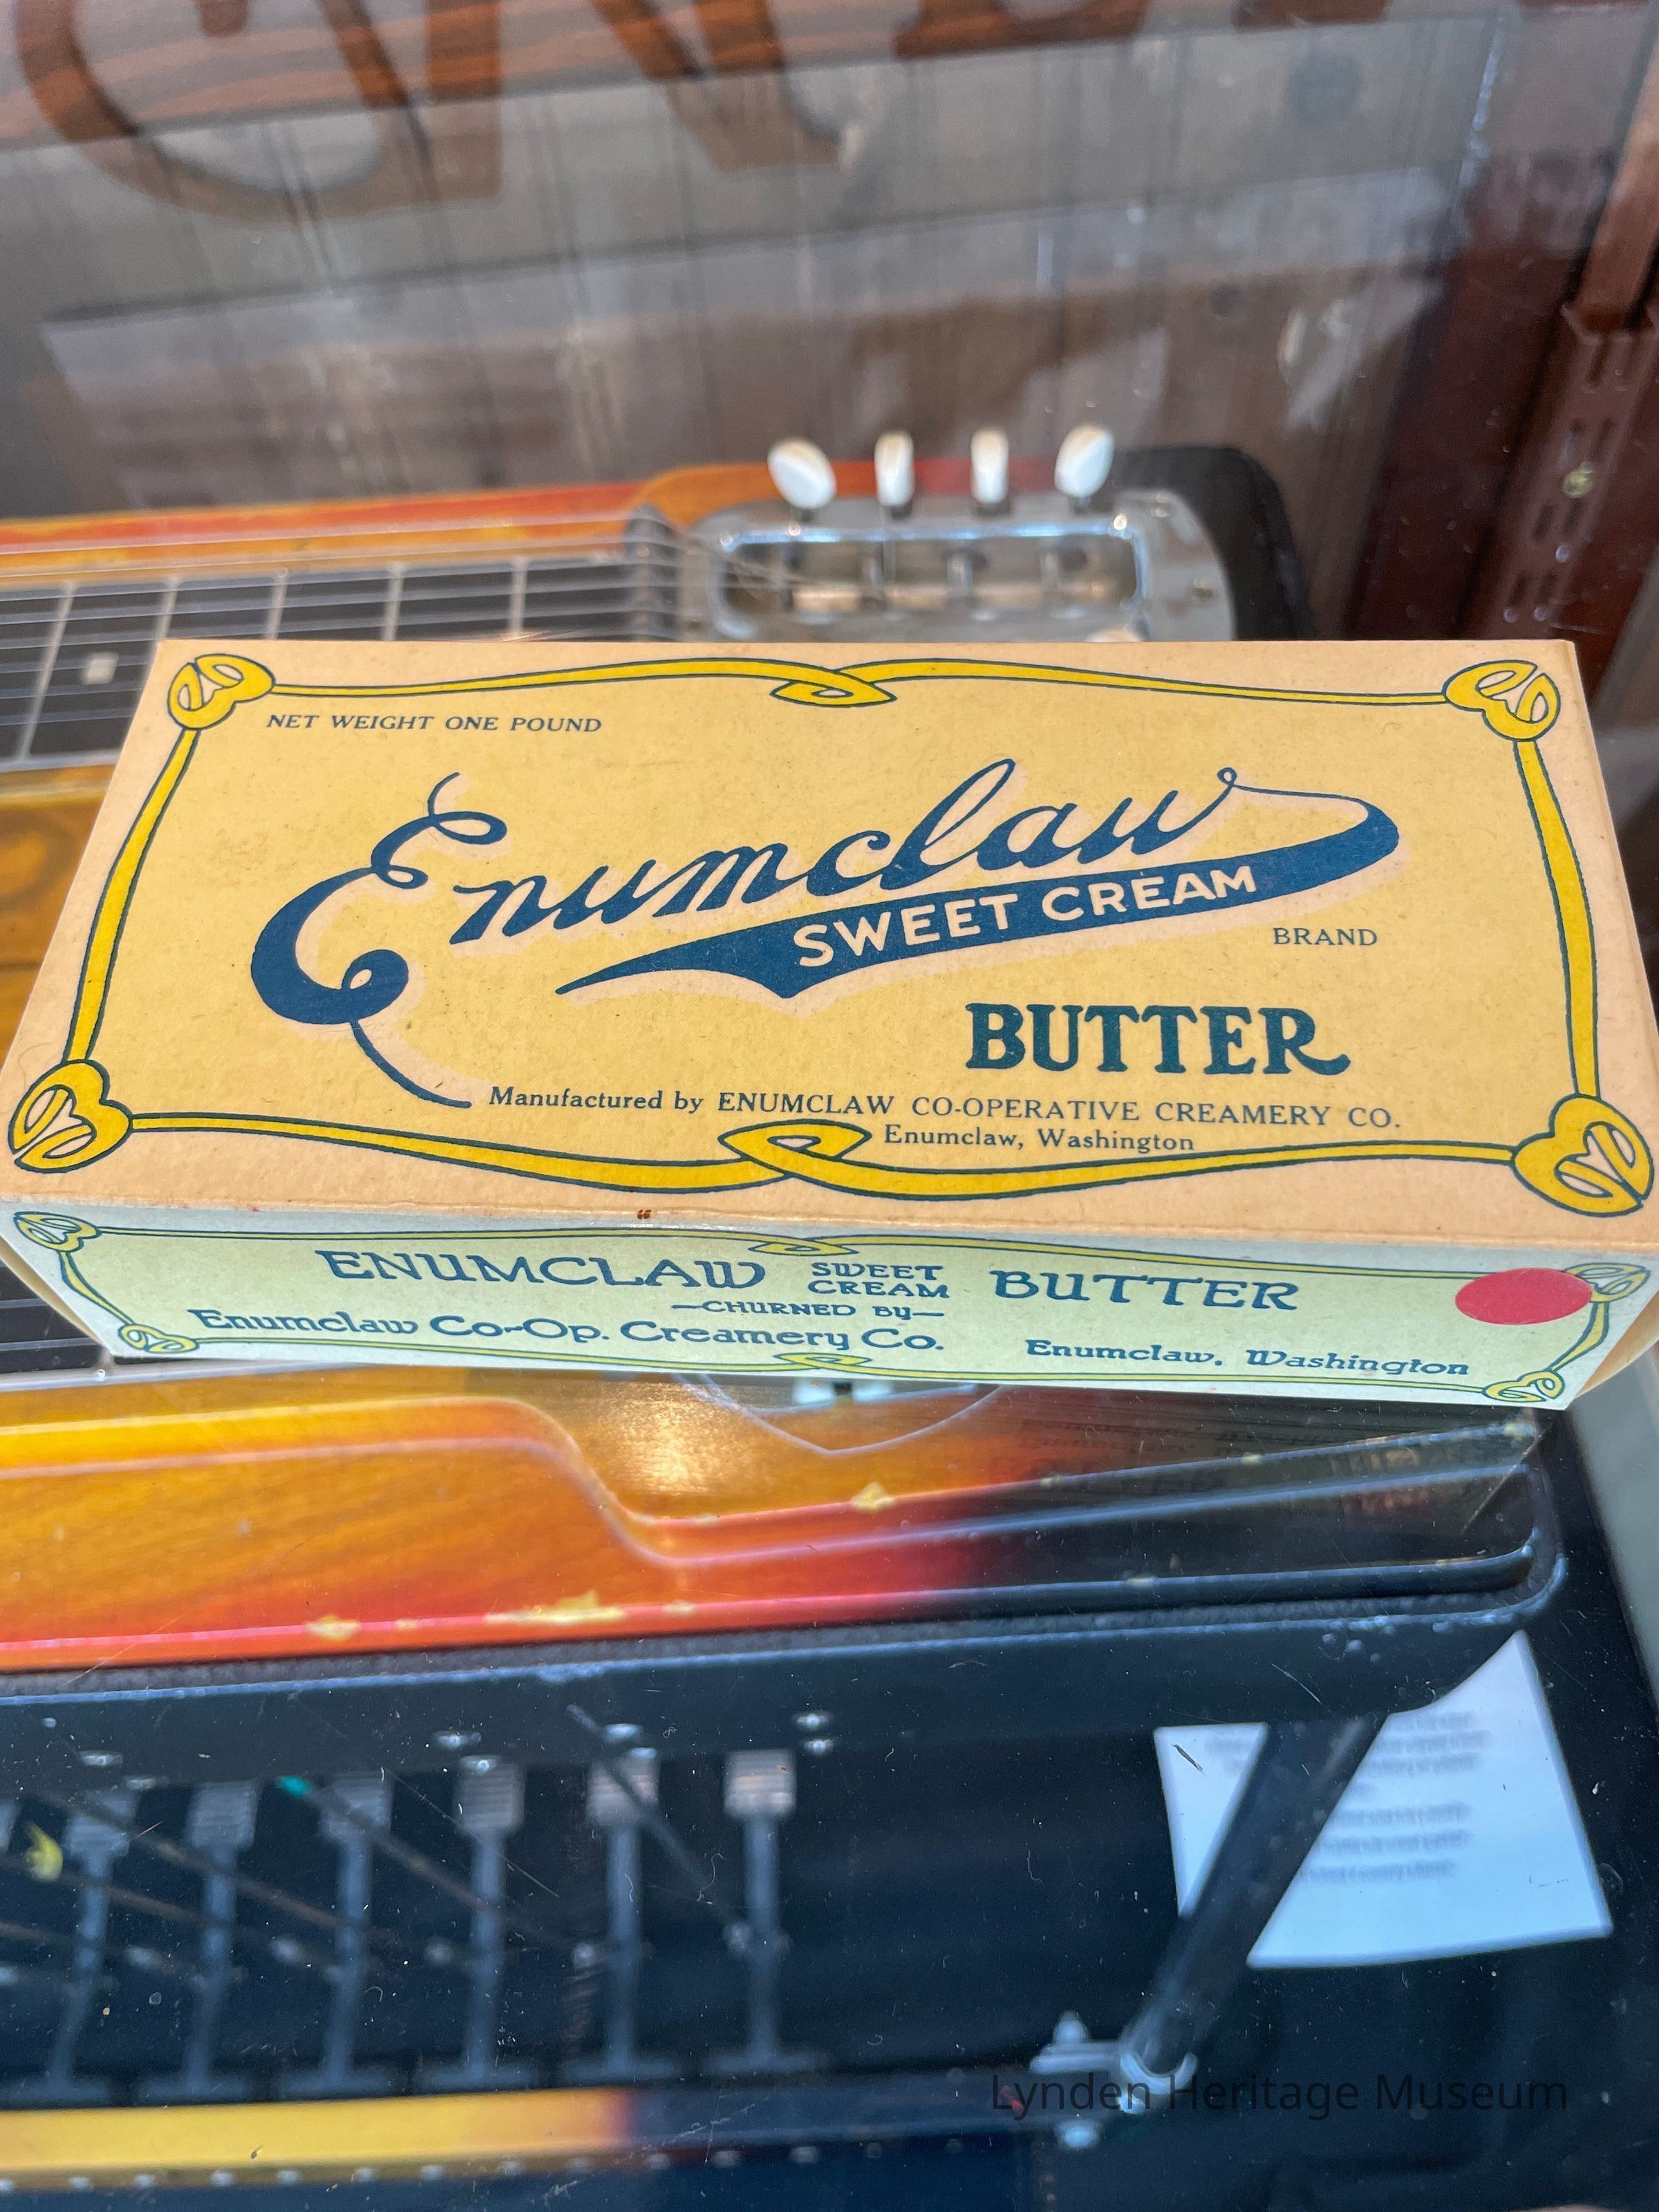 NET WEIGHT ONE POUND
Enumclaw
SWEET CREAM
BRAND
BUTTER
Manufactured by ENUMCLAW CO-OPERATIVE CREAMERY CO.
Enumclaw, Washington
ENUMCLAW SWEET CREAM BUTTER
—CHURNED BY—
Enumclaw Co-Op. Creamery Co. Enumclaw, Washington
Lynden Heritage Museum